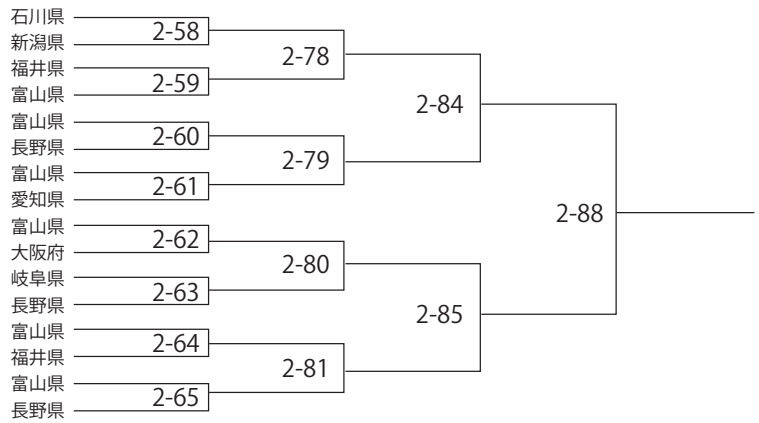 石川県
新潟県
福井県
富山県
富山県
長野県
富山県
愛知県
富山県
大阪府
岐阜県
長野県
富山県
福井県
富山県
長野県
2-58
2-59
2-60
2-61
2-62
2-63
2-64
2-65
2-78
2-79
2-80
2-81
2-84
2-85
2-88